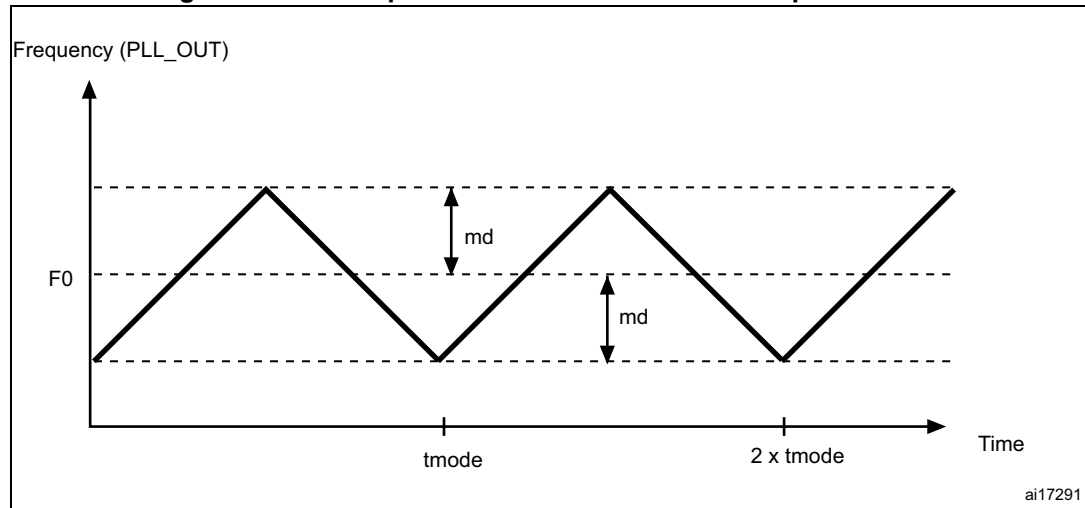 Frequency (PLL_OUT)
md
F0
md
tmode
2 x tmode
Time
ai17291